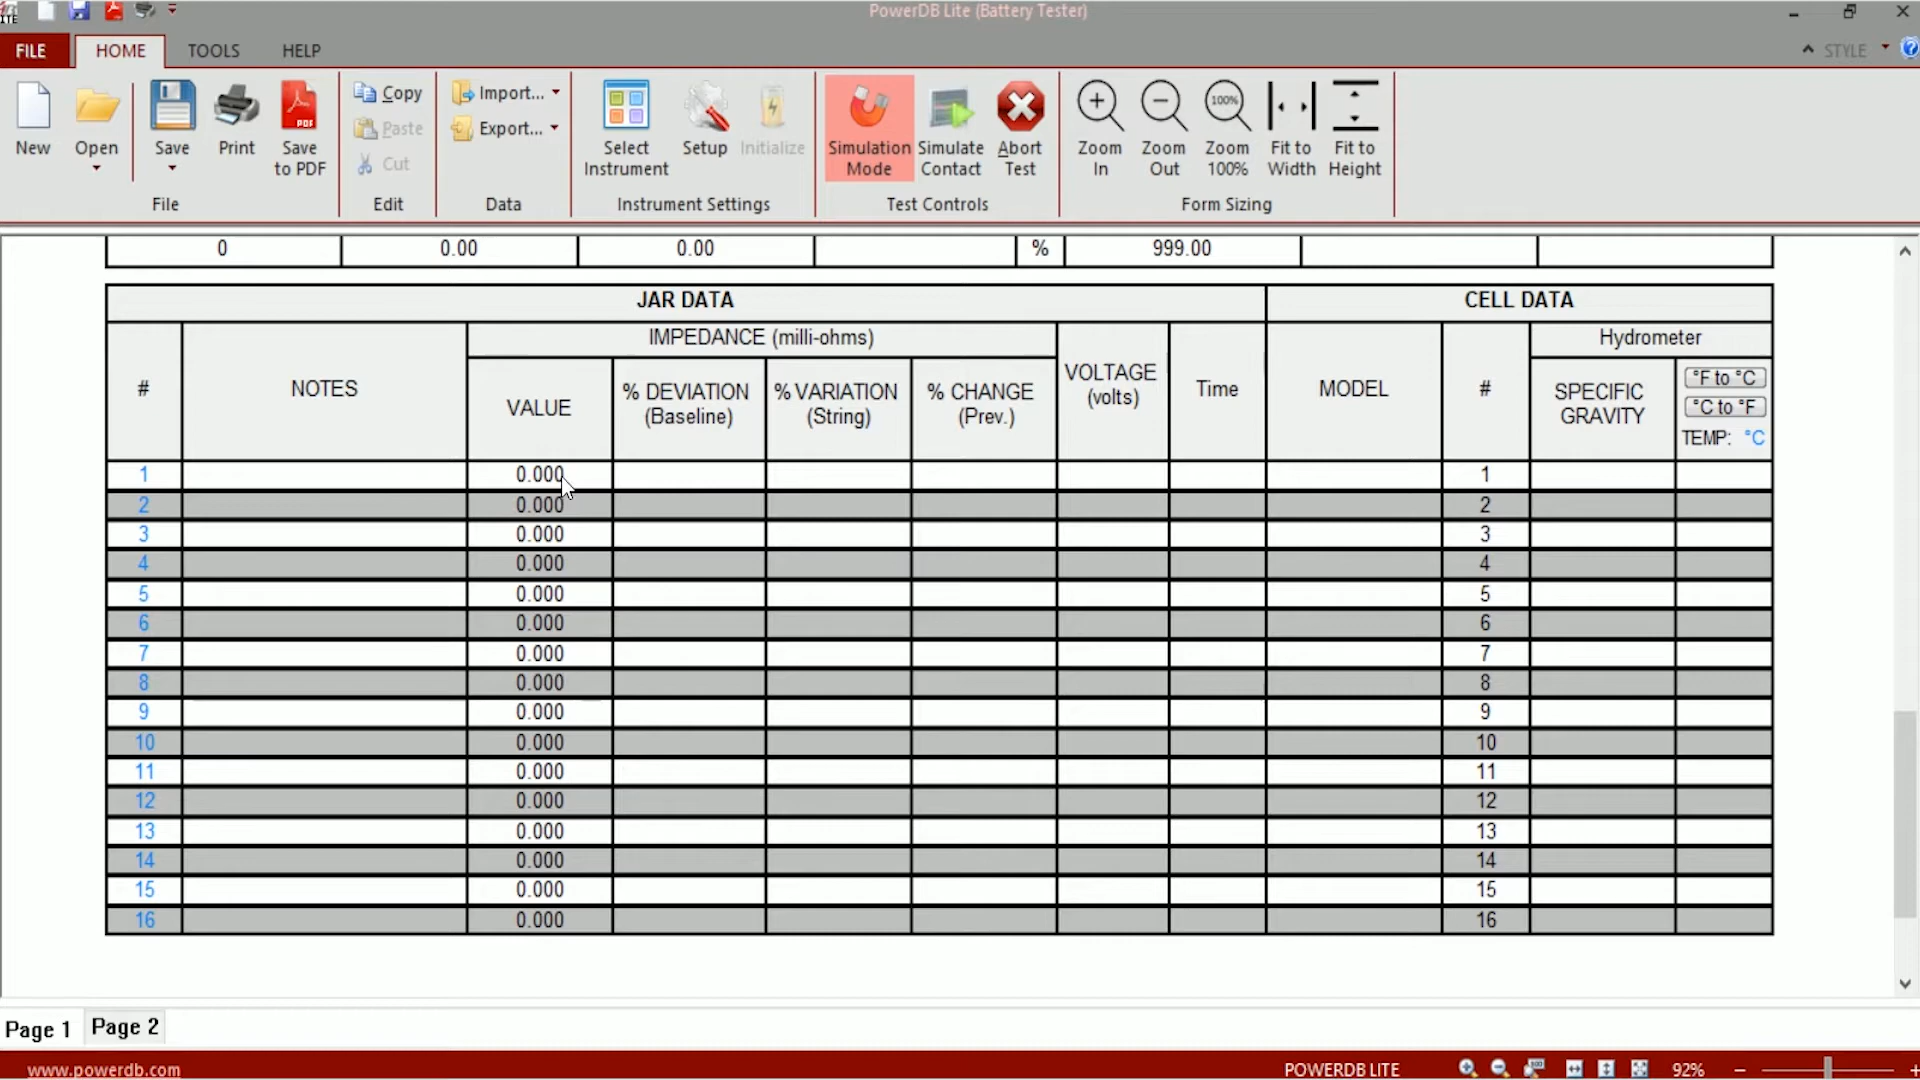 PowerDB Lite (Battery Tester)
FILE HOME TOOLS HELP STYLE
New Open Save Print Save to PDF
Copy
Paste
Cut
Import...
Export...
Select Instrument Setup Initialize
Simulation Mode Simulate Contact Abort Test
100%
Zoom In Zoom Out Zoom 100% Fit to Width Fit to Height
File Edit Data Instrument Settings Test Controls Form Sizing
0 0.00 0.00 % 999.00
JAR DATA CELL DATA
IMPEDANCE (milli-ohms) Hydrometer
# NOTES VALUE % DEVIATION (Baseline) % VARIATION (String) % CHANGE (Prev.) VOLTAGE (volts) Time MODEL # SPECIFIC GRAVITY
°F to °C
°C to °F
TEMP: °C
1 0.000 1
2 0.000 2
3 0.000 3
4 0.000 4
5 0.000 5
6 0.000 6
7 0.000 7
8 0.000 8
9 0.000 9
10 0.000 10
11 0.000 11
12 0.000 12
13 0.000 13
14 0.000 14
15 0.000 15
16 0.000 16
Page 1 Page 2
www.powerdb.com POWERDB LITE 92%